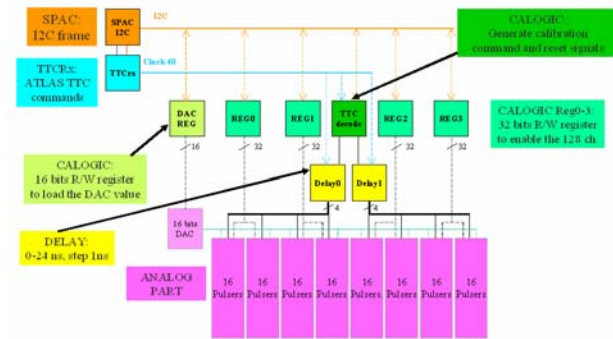 SPAC:
I2C frame
SPAC
I2C
I2C
CALOGIC:
Generate calibration
command and reset signals
TTCRx:
ATLAS TTC
commands
TTCrx
Clock 40
DAC
REG
REG0
REG1
TTC
decode
REG2
REG3
CALOGIC Reg0-3:
32 bits R/W register
to enable the 128 ch.
16
32
32
32
32
CALOGIC:
16 bits R/W register
to load the DAC value
Delay0
Delay1
4
4
DELAY:
0-24 ns, step 1ns
16 bits
DAC
ANALOG
PART
16
Pulsers
16
Pulsers
16
Pulsers
16
Pulsers
16
Pulsers
16
Pulsers
16
Pulsers
16
Pulsers